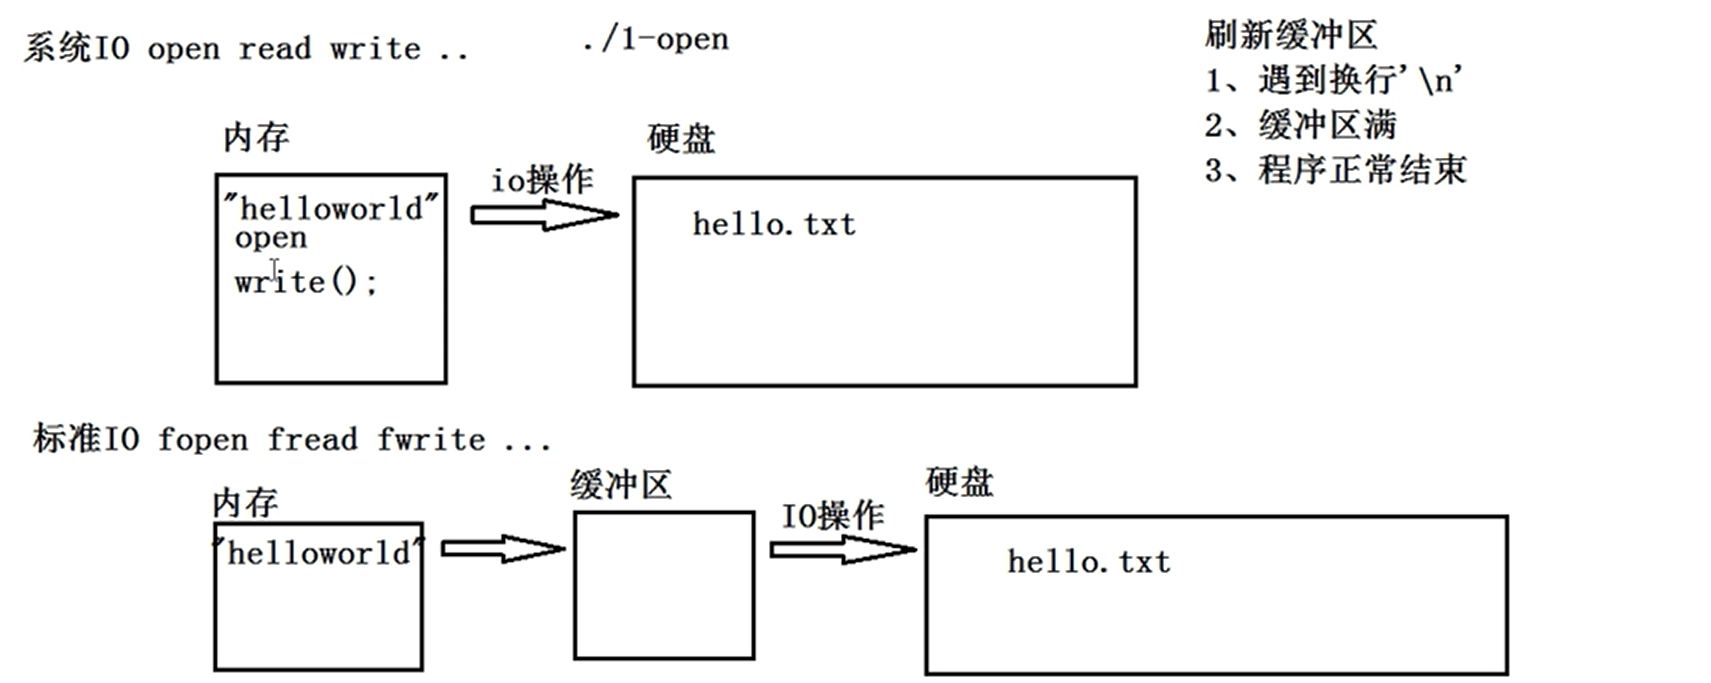 系统IO open read write ..
./1-open
刷新缓冲区
1、遇到换行'\n'
2、缓冲区满
3、程序正常结束
内存
硬盘
"helloworld"
open
write();
io操作
hello.txt
标准IO fopen fread fwrite ...
内存
缓冲区
硬盘
"helloworld"
IO操作
hello.txt